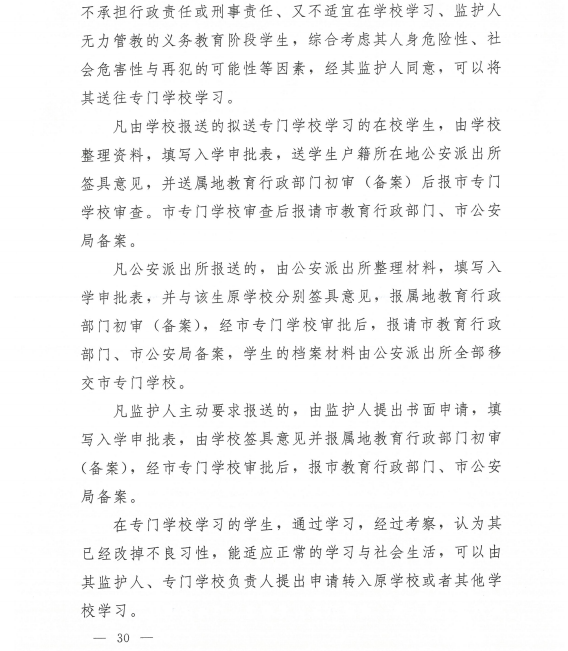 不承担行政责任或刑事责任、又不适宜在学校学习、监护人
无力管教的义务教育阶段学生，综合考虑其人身危险性、社
会危害性与再犯的可能性等因素，经其监护人同意，可以将
其送往专门学校学习。
凡由学校报送的拟送专门学校学习的在校学生，由学校
整理资料，填写入学申批表，送学生户籍所在地公安派出所
签具意见，并送属地教育行政部门初审（备案）后报市专门
学校审查。市专门学校审查后报请市教育行政部门、市公安
局备案。
凡公安派出所报送的，由公安派出所整理材料，填写入
学申批表，并与该生原学校分别签具意见，报属地教育行政
部门初审（备案），经市专门学校审批后，报请市教育行政
部门、市公安局备案，学生的档案材料由公安派出所全部移
交市专门学校。
凡监护人主动要求报送的，由监护人提出书面申请，填
写入学申批表，由学校签具意见并报属地教育行政部门初审
（备案），经市专门学校审批后，报市教育行政部门、市公安
局备案。
在专门学校学习的学生，通过学习，经过考察，认为其
已经改掉不良习性，能适应正常的学习与社会生活，可以由
其监护人、专门学校负责人提出申请转入原学校或者其他学
校学习。
— 30 —